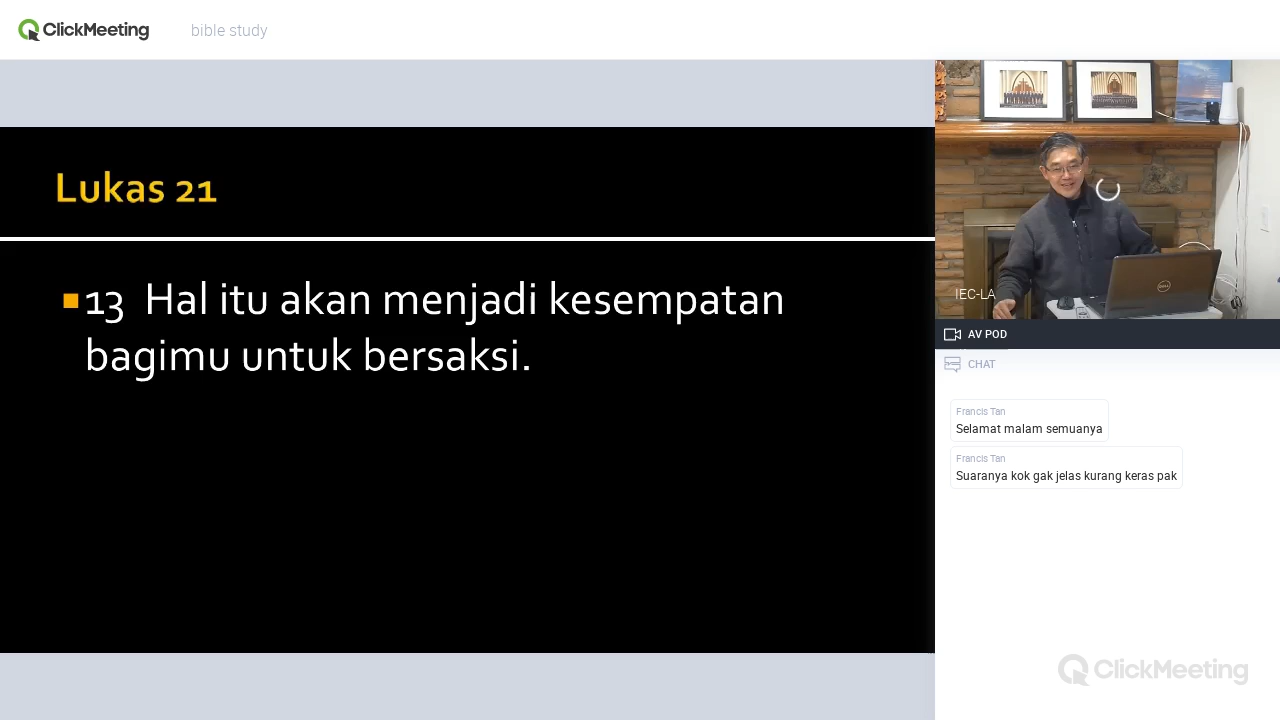 ClickMeeting
bible study
Lukas 21
13 Hal itu akan menjadi kesempatan
bagimu untuk bersaksi.
IEC-LA
AV POD
CHAT
Francis Tan
Selamat malam semuanya
Francis Tan
Suaranya kok gak jelas kurang keras pak
ClickMeeting